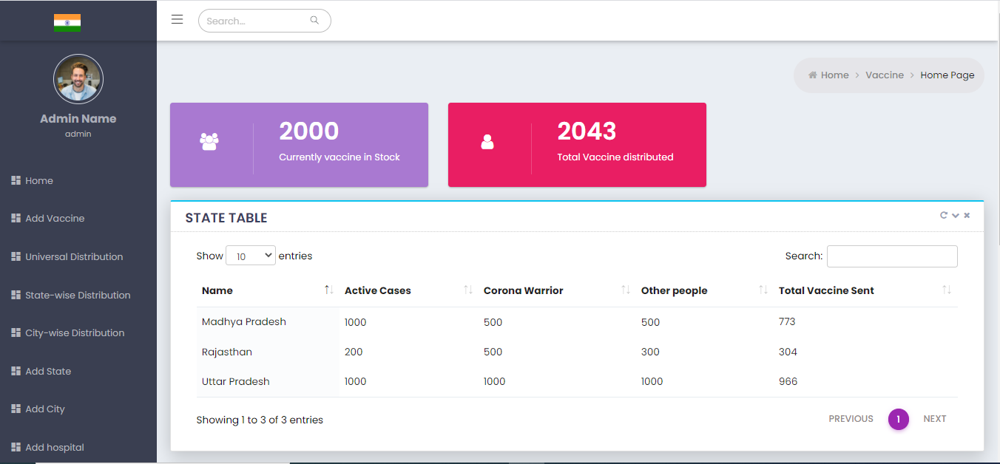 Search...
Admin Name
admin
Home
Add Vaccine
Universal Distribution
State-wise Distribution
City-wise Distribution
Add State
Add City
Add hospital
Home > Vaccine > Home Page
2000
Currently vaccine in Stock
2043
Total Vaccine distributed
STATE TABLE
Show 10 entries Search:
Name Active Cases Corona Warrior Other people Total Vaccine Sent
Madhya Pradesh 1000 500 500 773
Rajasthan 200 500 300 304
Uttar Pradesh 1000 1000 1000 966
Showing 1 to 3 of 3 entries PREVIOUS 1 NEXT